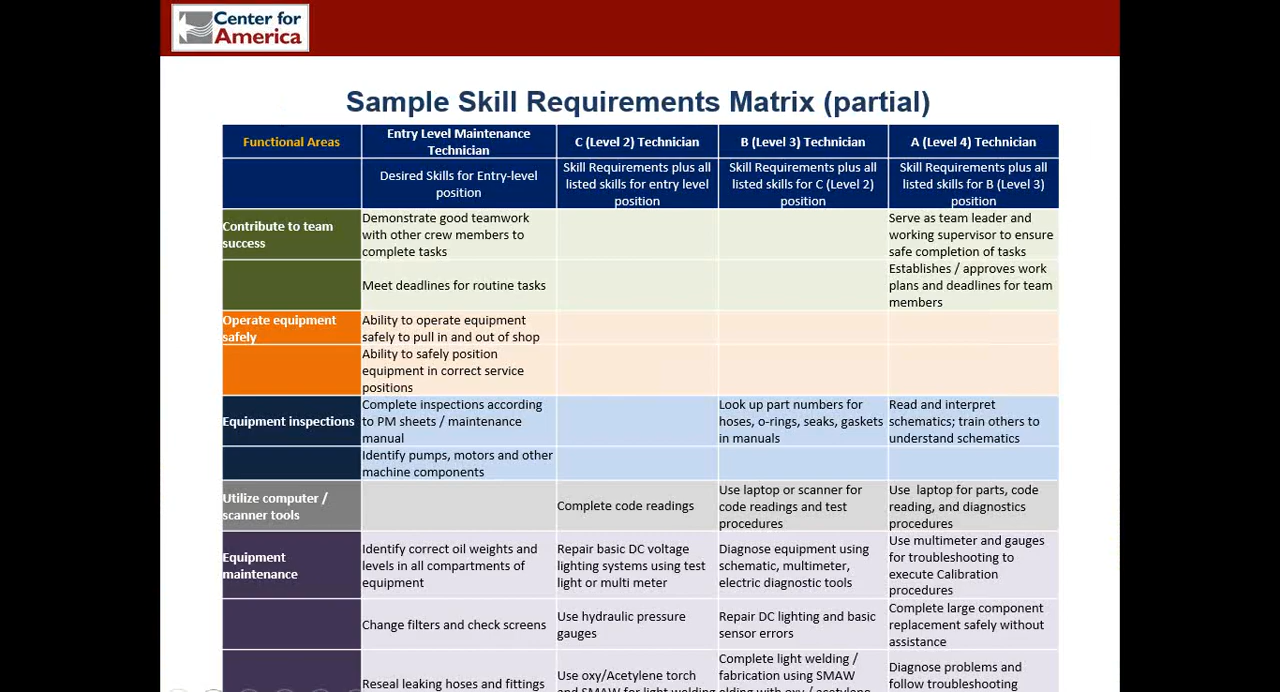 Center for
America
Sample Skill Requirements Matrix (partial)
Functional Areas
Entry Level Maintenance
Technician
C (Level 2) Technician
B (Level 3) Technician
A (Level 4) Technician
Desired Skills for Entry-level
position
Skill Requirements plus all
listed skills for entry level
position
Skill Requirements plus all
listed skills for C (Level 2)
position
Skill Requirements plus all
listed skills for B (Level 3)
position
Contribute to team
success
Demonstrate good teamwork
with other crew members to
complete tasks
Serve as team leader and
working supervisor to ensure
safe completion of tasks
Meet deadlines for routine tasks
Establishes / approves work
plans and deadlines for team
members
Operate equipment
safely
Ability to operate equipment
safely to pull in and out of shop
Ability to safely position
equipment in correct service
positions
Equipment inspections
Complete inspections according
to PM sheets / maintenance
manual
Look up part numbers for
hoses, o-rings, seaks, gaskets
in manuals
Read and interpret
schematics; train others to
understand schematics
Identify pumps, motors and other
machine components
Utilize computer /
scanner tools
Complete code readings
Use laptop or scanner for
code readings and test
procedures
Use laptop for parts, code
reading, and diagnostics
procedures
Equipment
maintenance
Identify correct oil weights and
levels in all compartments of
equipment
Repair basic DC voltage
lighting systems using test
light or multi meter
Diagnose equipment using
schematic, multimeter,
electric diagnostic tools
Use multimeter and gauges
for troubleshooting to
execute Calibration
procedures
Change filters and check screens
Use hydraulic pressure
gauges
Repair DC lighting and basic
sensor errors
Complete large component
replacement safely without
assistance
Reseal leaking hoses and fittings
Use oxy/Acetylene torch
and SMAW for light welding
Complete light welding /
fabrication using SMAW
with oxy / acetylene
Diagnose problems and
follow troubleshooting